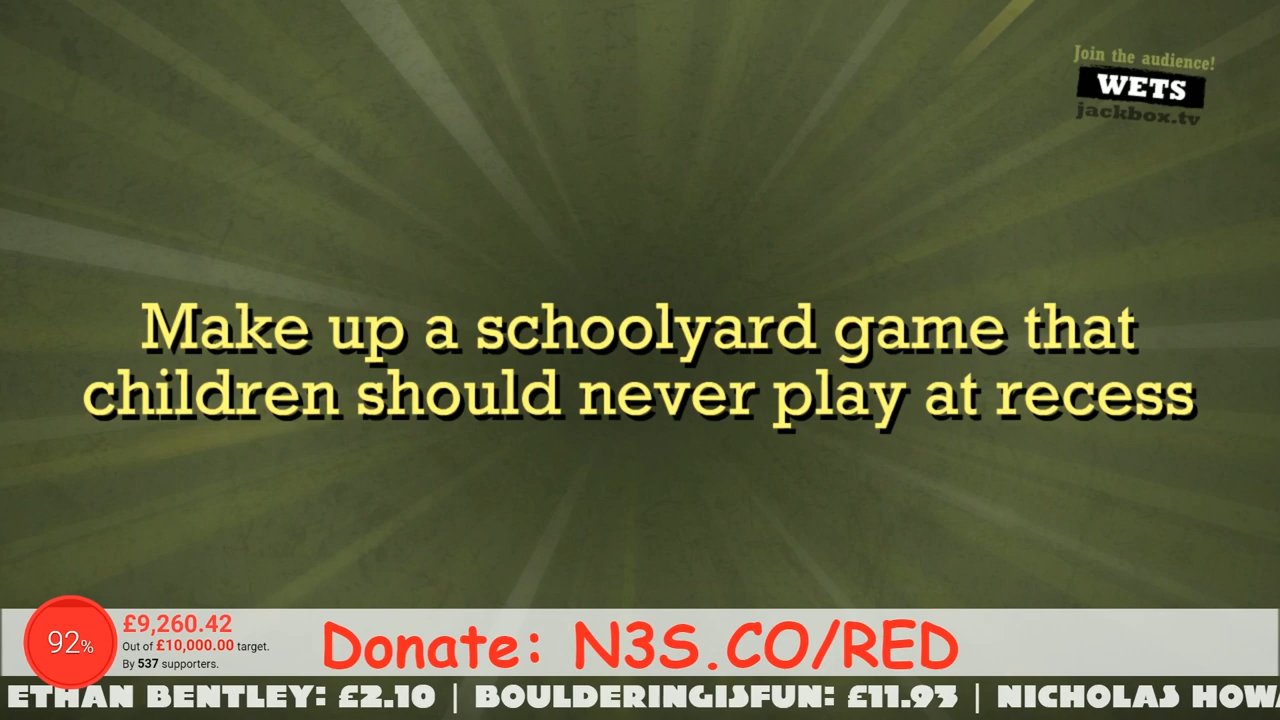 Join the audience!
WETS
jackbox.tv
Make up a schoolyard game that
children should never play at recess
92%
£9,260.42
Out of £10,000.00 target.
By 537 supporters.
Donate: N3S.CO/RED
ETHAN BENTLEY: £2.10 | BOULDERINGISFUN: £11.93 | NICHOLAS HOW